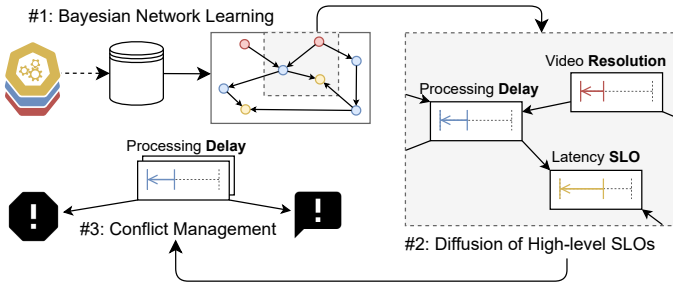 #1: Bayesian Network Learning
Video Resolution
Processing Delay
Latency SLO
Processing Delay
#3: Conflict Management
#2: Diffusion of High-level SLOs